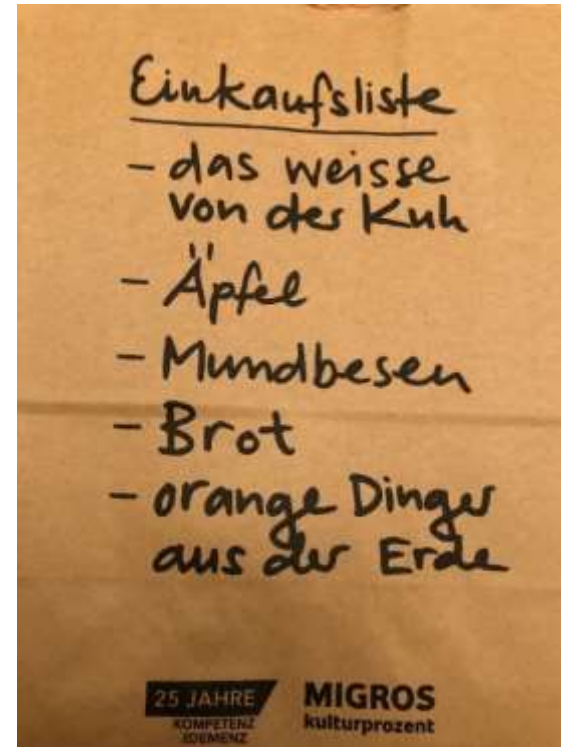 Einkaufsliste
- das weisse
von der Kuh
- Äpfel
- Mundbesen
- Brot
- orange Dinger
aus der Erde
25 JAHRE
KOMPETENZ
DEMENZ
MIGROS
kulturprozent